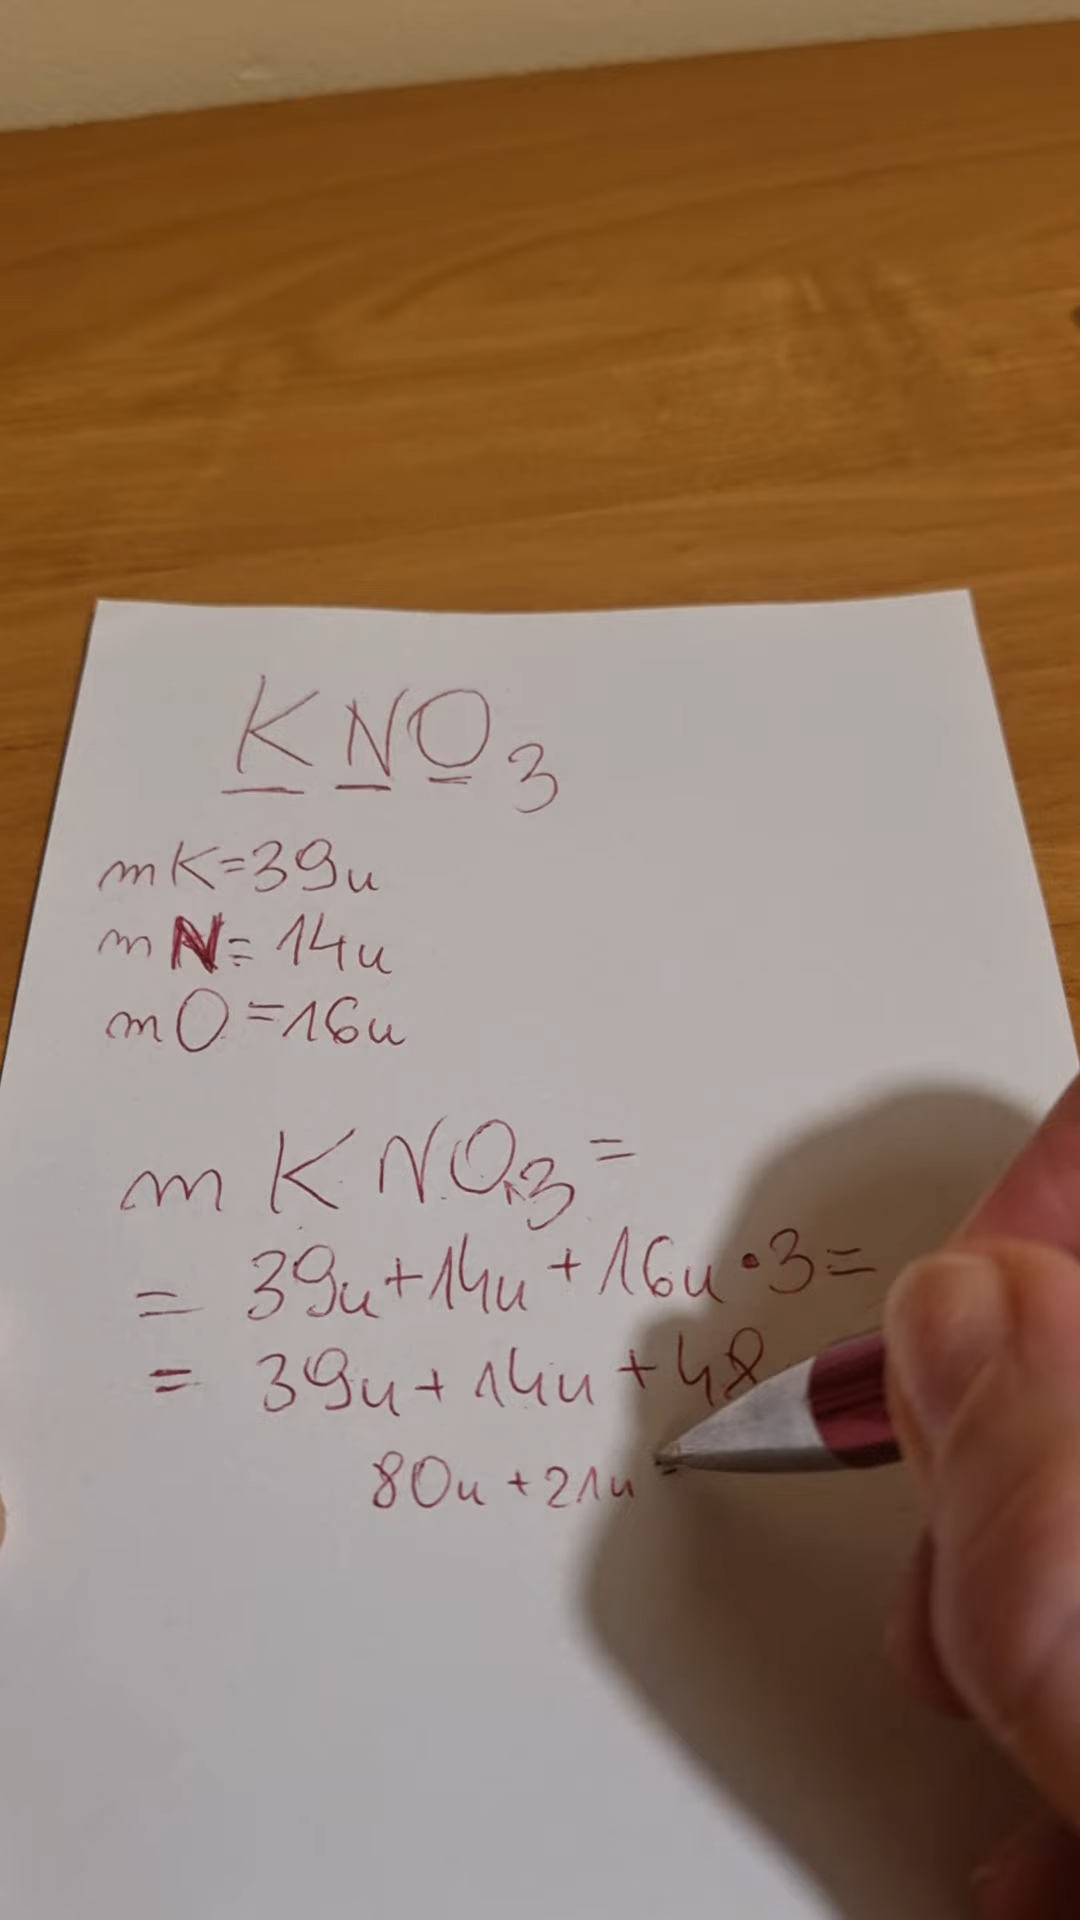 KNO₃
mK=39u
mN=14u
mO=16u
mKNO₃=
= 39u+14u+16u·3=
= 39u+14u+48
80u+21u=